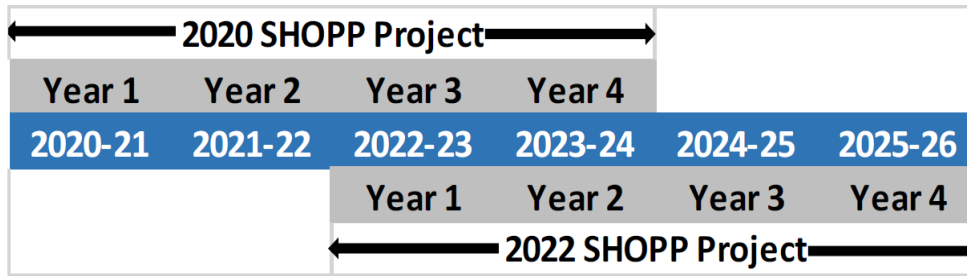 2020 SHOPP Project
Year 1 Year 2 Year 3 Year 4
2020-21 2021-22 2022-23 2023-24 2024-25 2025-26
Year 1 Year 2 Year 3 Year 4
2022 SHOPP Project